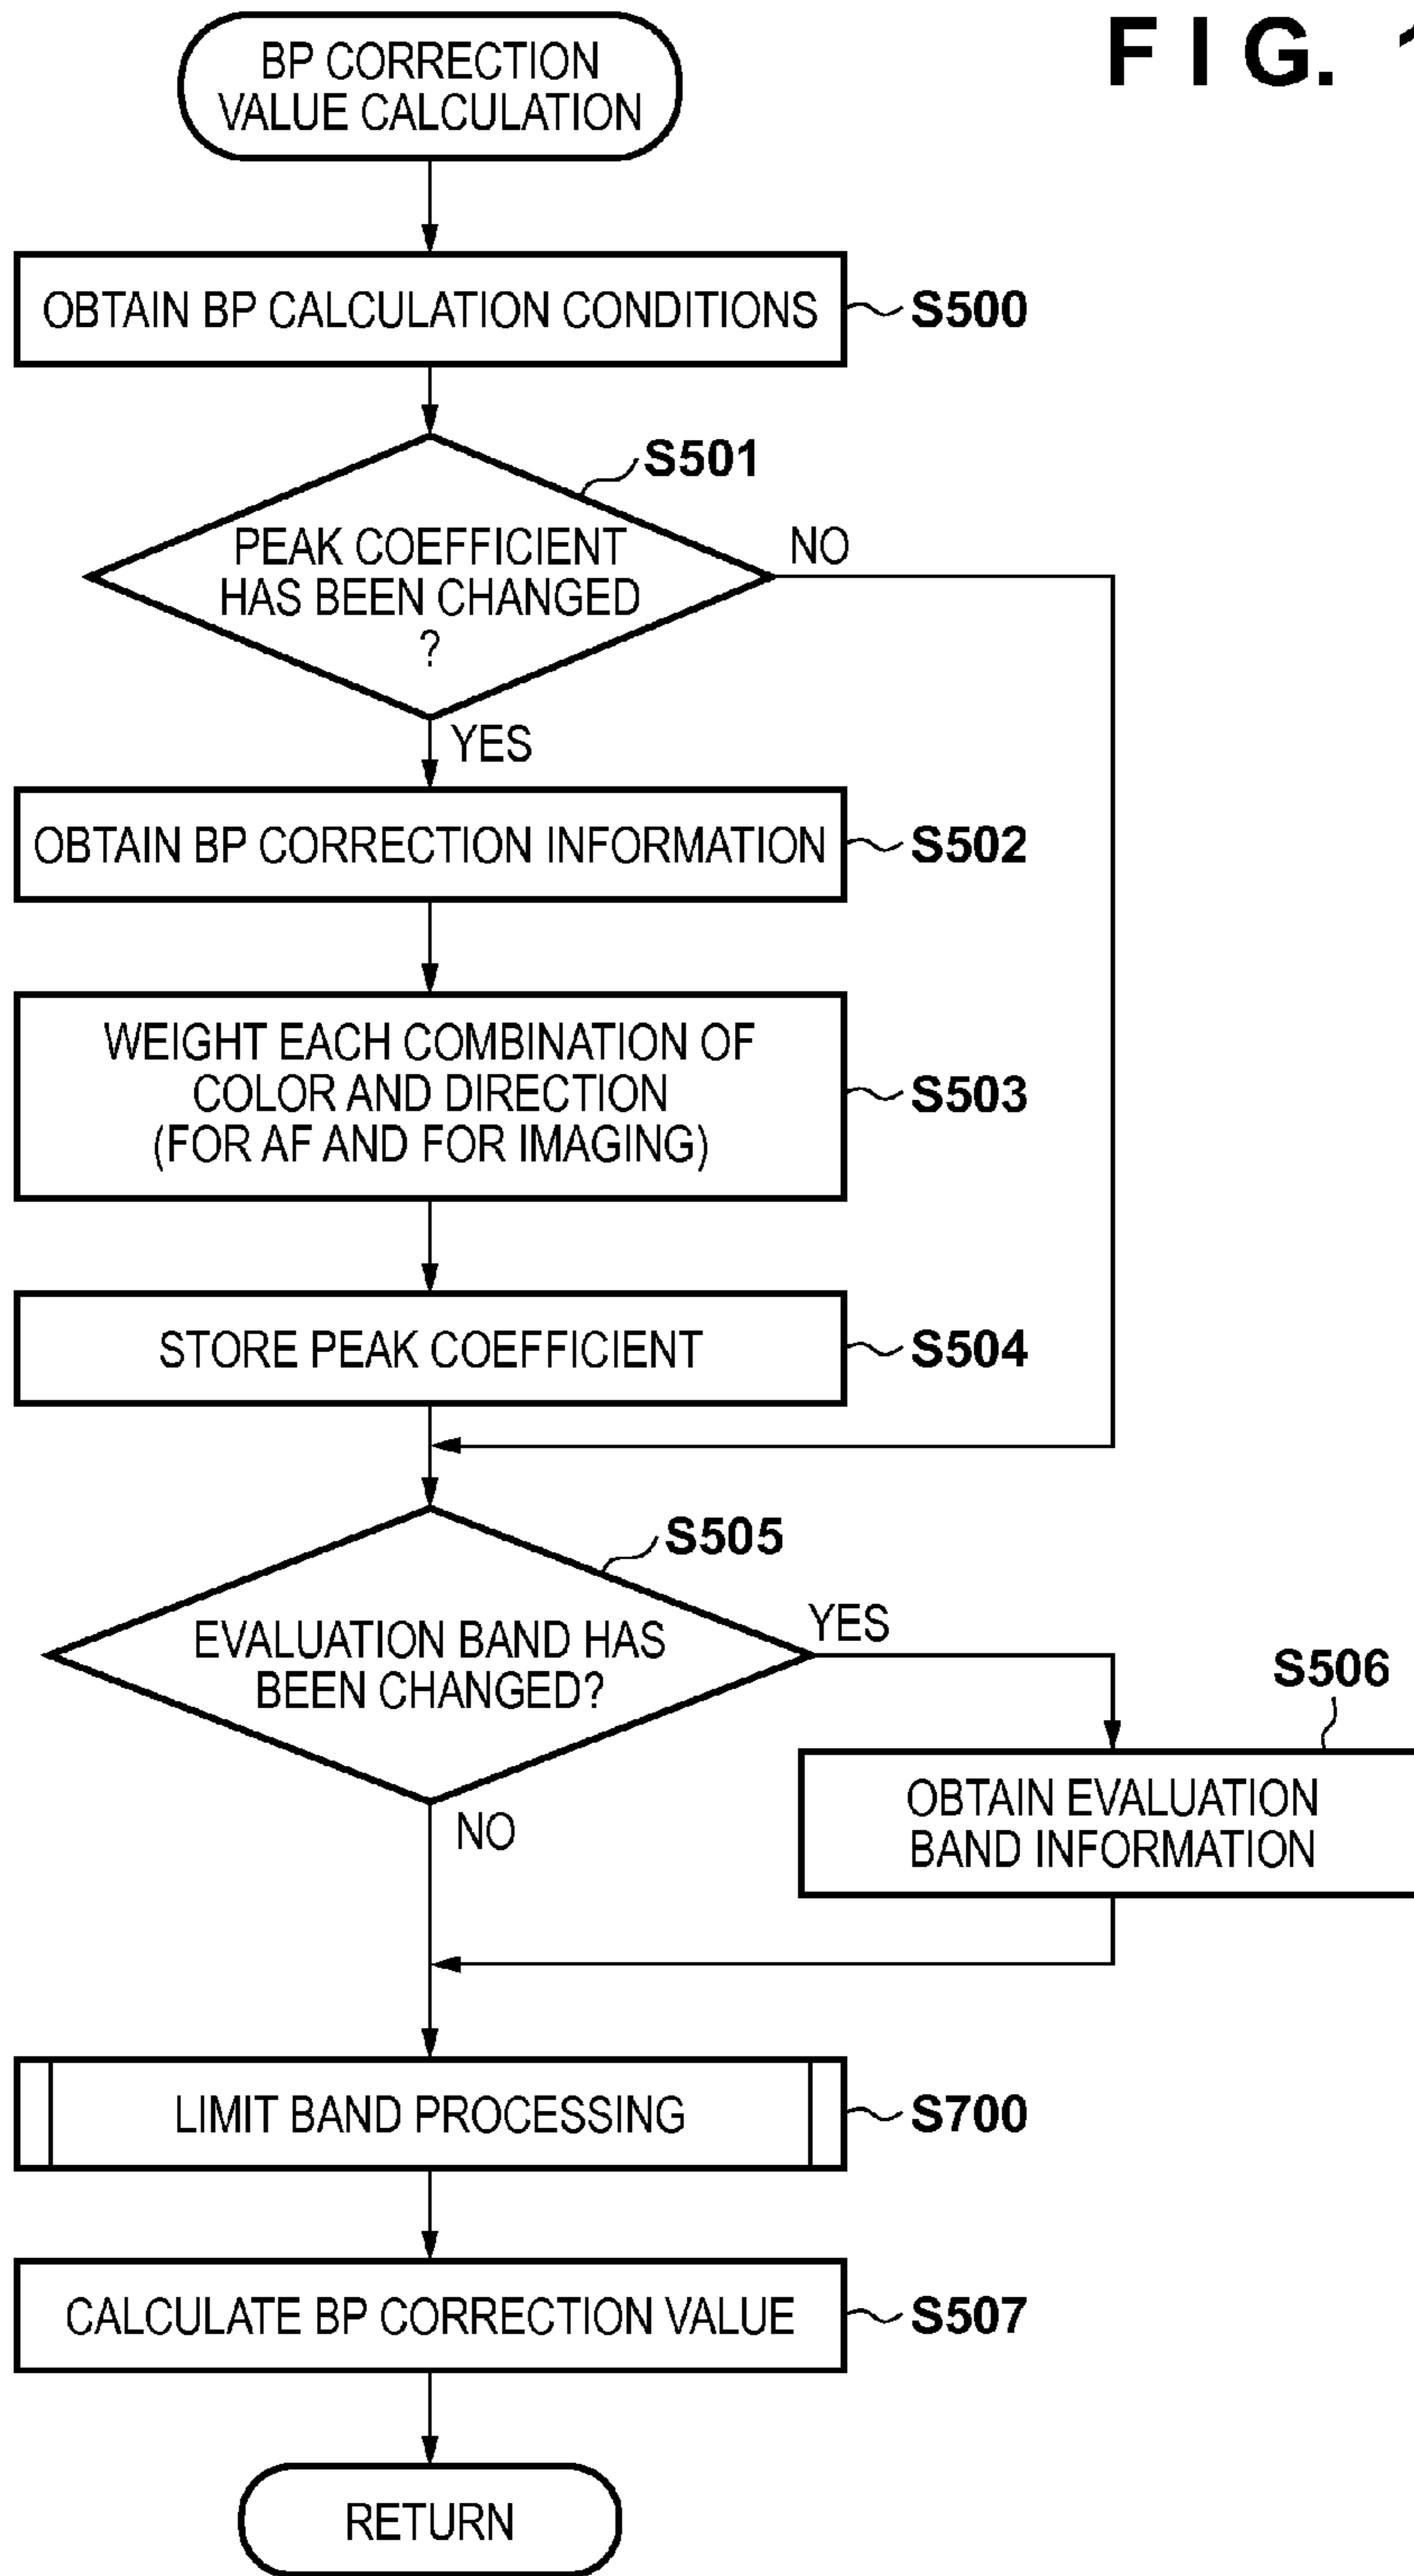 FIG. 1
BP CORRECTION
VALUE CALCULATION
OBTAIN BP CALCULATION CONDITIONS
S500
S501
PEAK COEFFICIENT
HAS BEEN CHANGED
?
NO
YES
OBTAIN BP CORRECTION INFORMATION
S502
WEIGHT EACH COMBINATION OF
COLOR AND DIRECTION
(FOR AF AND FOR IMAGING)
S503
STORE PEAK COEFFICIENT
S504
S505
EVALUATION BAND HAS
BEEN CHANGED?
YES
S506
OBTAIN EVALUATION
BAND INFORMATION
NO
LIMIT BAND PROCESSING
S700
CALCULATE BP CORRECTION VALUE
S507
RETURN